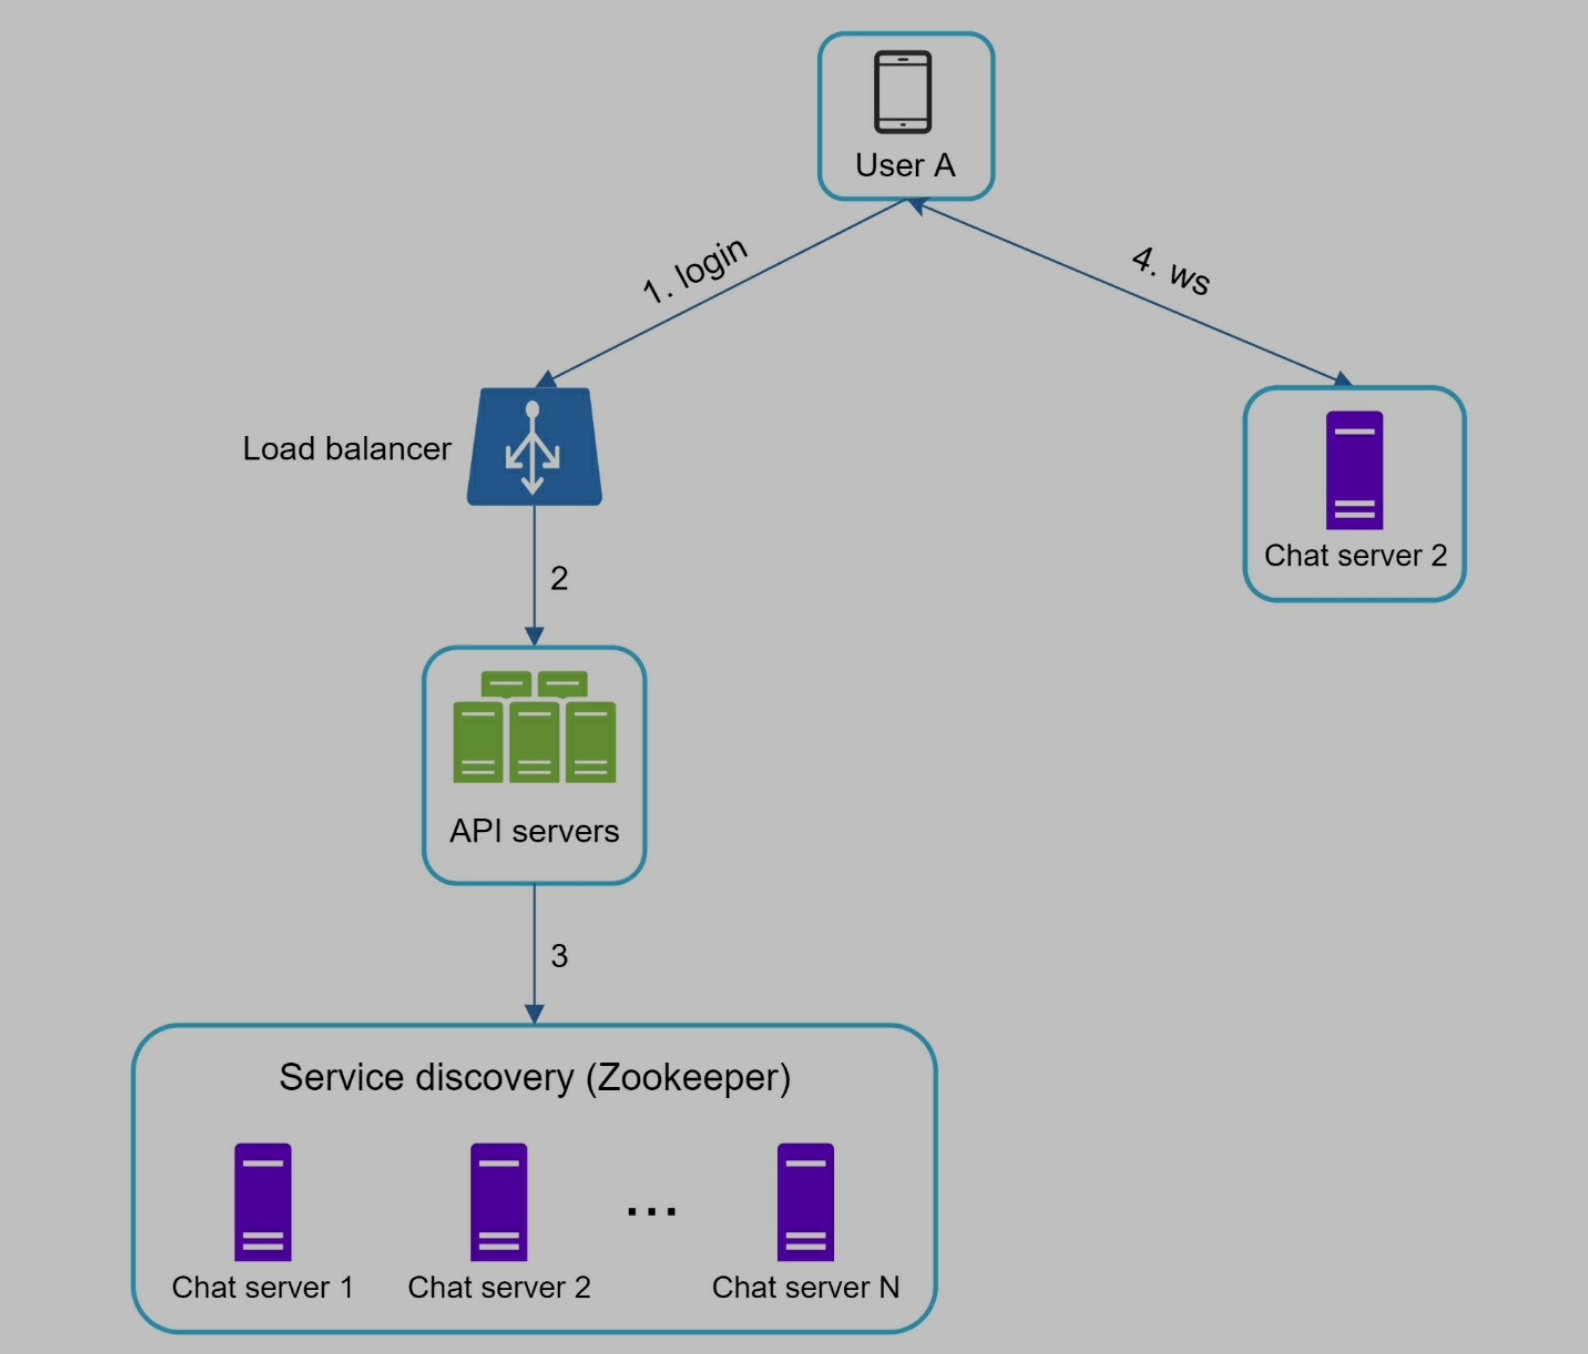 User A
1. login
4. ws
Load balancer
Chat server 2
2
API servers
3
Service discovery (Zookeeper)
...
Chat server 1
Chat server 2
Chat server N